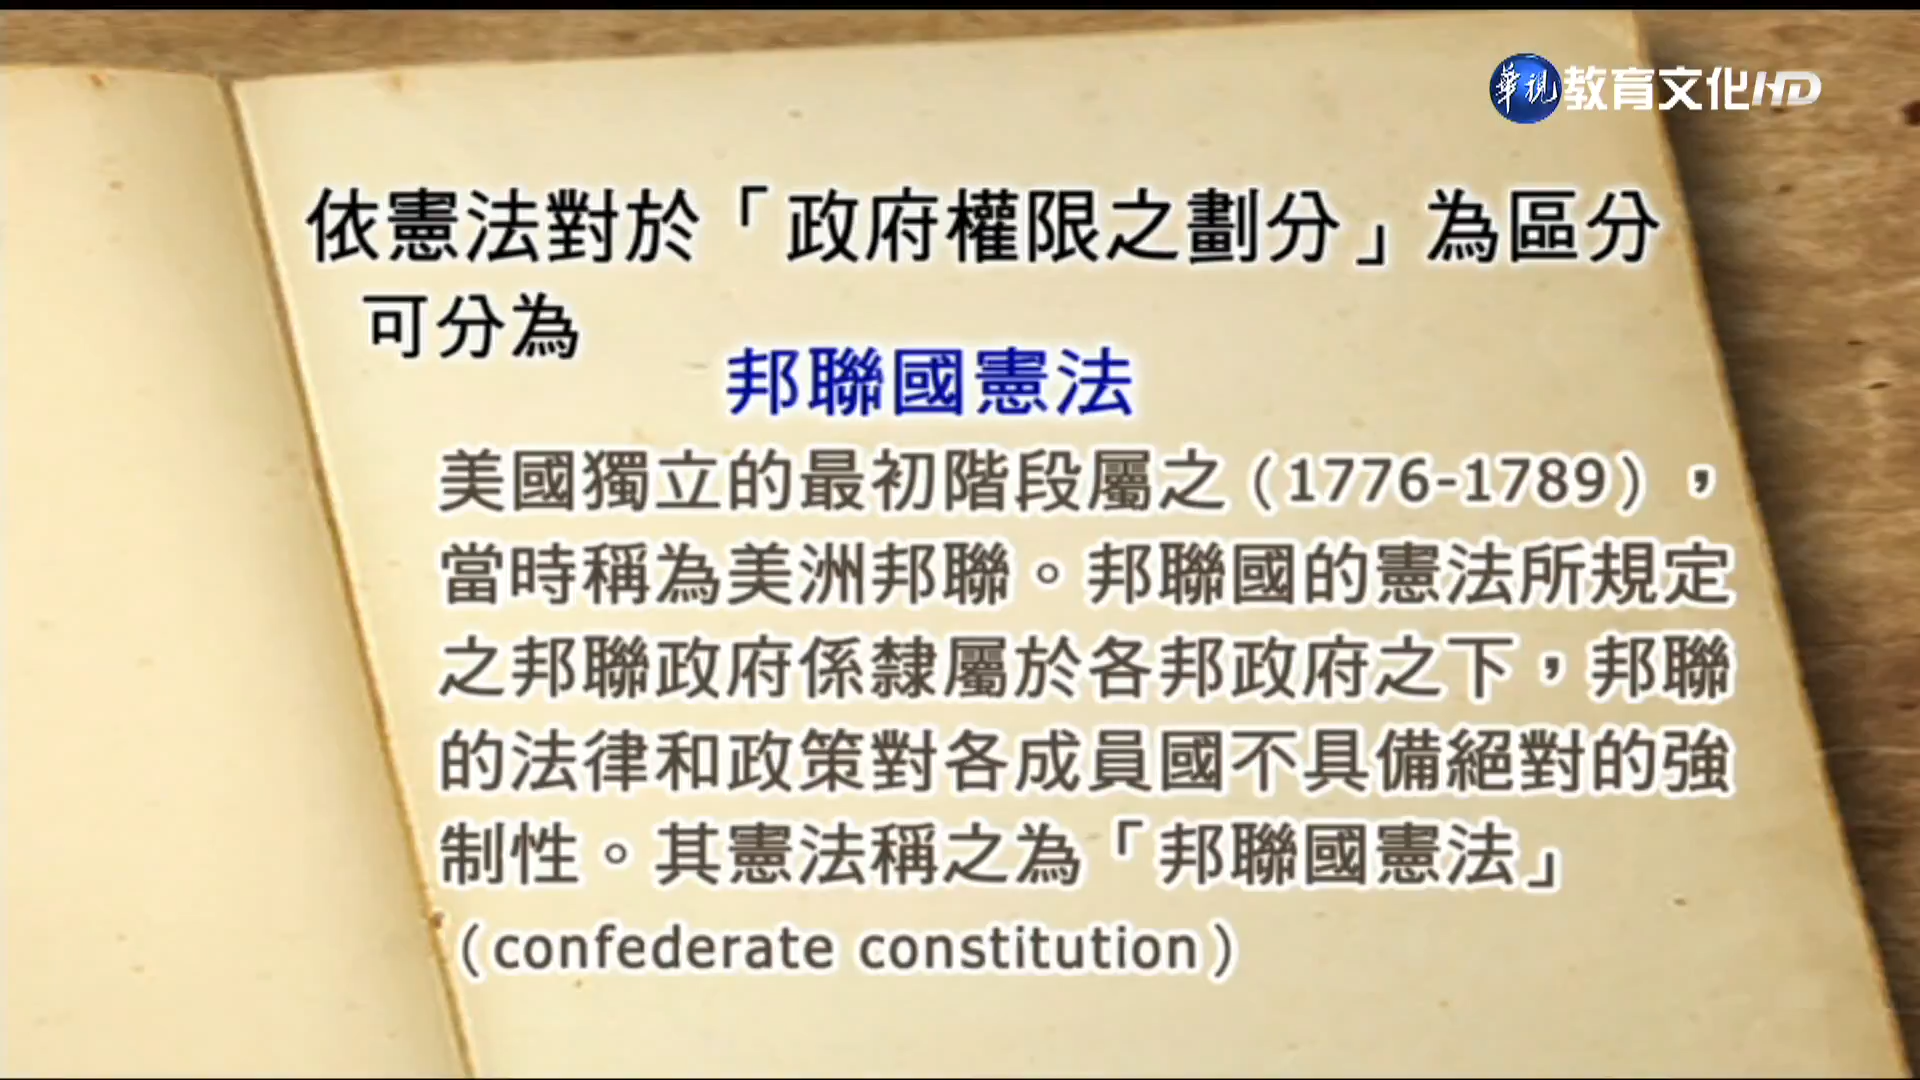 華視 教育文化HD
依憲法對於「政府權限之劃分」為區分
可分為
邦聯國憲法
美國獨立的最初階段屬之（1776-1789），
當時稱為美洲邦聯。邦聯國的憲法所規定
之邦聯政府係隸屬於各邦政府之下，邦聯
的法律和政策對各成員國不具備絕對的強
制性。其憲法稱之為「邦聯國憲法」
（confederate constitution）